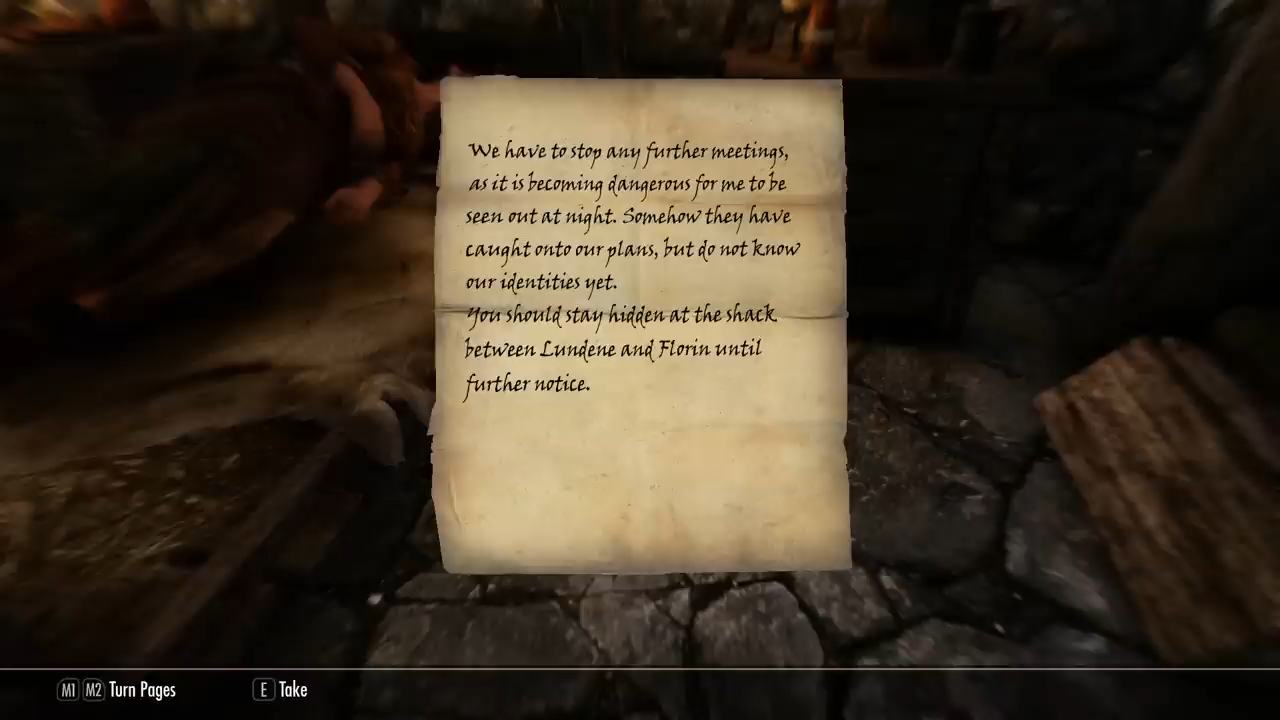 We have to stop any further meetings,
as it is becoming dangerous for me to be
seen out at night. Somehow they have
caught onto our plans, but do not know
our identities yet.
You should stay hidden at the shack
between Lundene and Florin until
further notice.
M1 M2 Turn Pages E Take